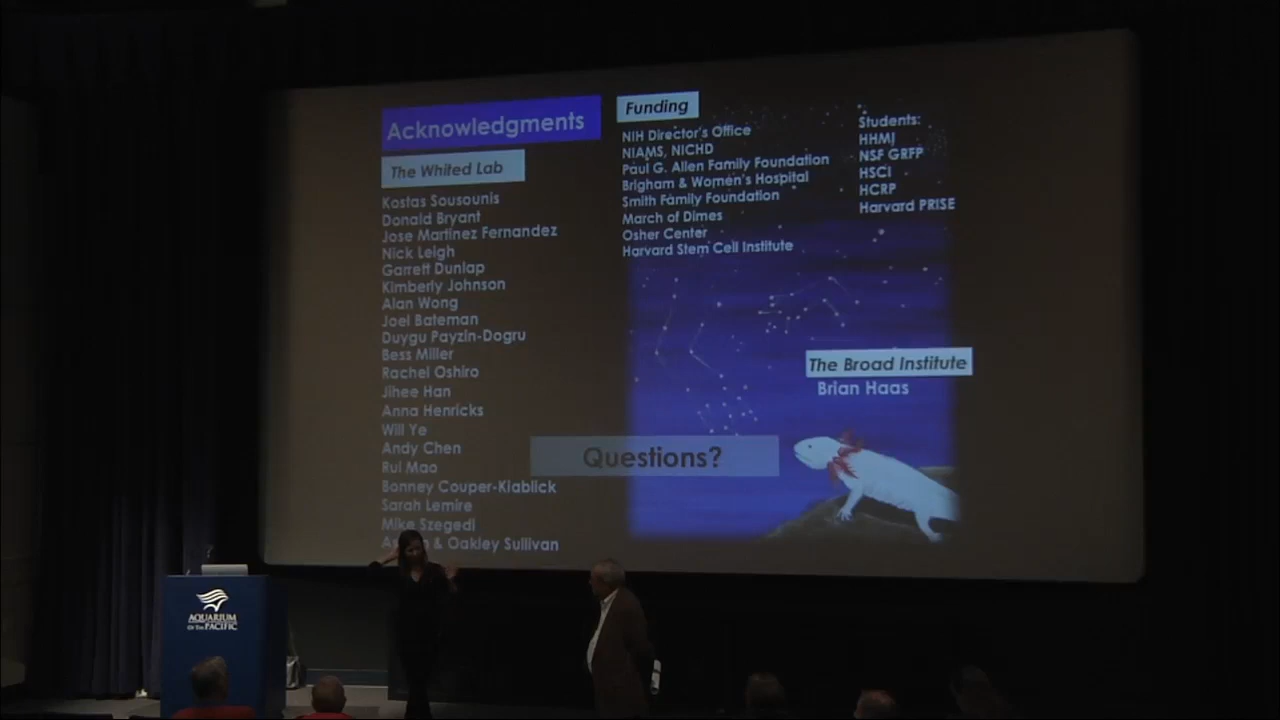 Acknowledgments
The Whited Lab
Kostas Sousounis
Donald Bryant
Jose Martinez Fernandez
Nick Leigh
Garrett Dunlap
Kimberly Johnson
Alan Wong
Joel Bateman
Duygu Payzin-Dogru
Bess Miller
Rachel Oshiro
Jihee Han
Anna Henricks
Will Ye
Andy Chen
Rui Mao
Bonney Couper-Kiablick
Sarah Lemire
Mike Szegedi
& Oakley Sullivan
Funding
NIH Director's Office
NIAMS, NICHD
Paul G. Allen Family Foundation
Brigham & Women's Hospital
Smith Family Foundation
March of Dimes
Osher Center
Harvard Stem Cell Institute
Students:
HHMI
NSF GRFP
HSCI
HCRP
Harvard PRISE
The Broad Institute
Brian Haas
Questions?
AQUARIUM
OF THE PACIFIC